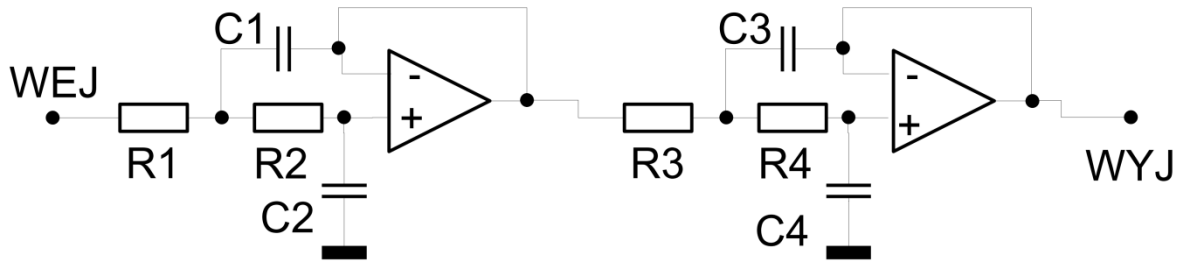 C1
C3
WEJ
-
-
+
+
R1
R2
R3
R4
WYJ
C2
C4